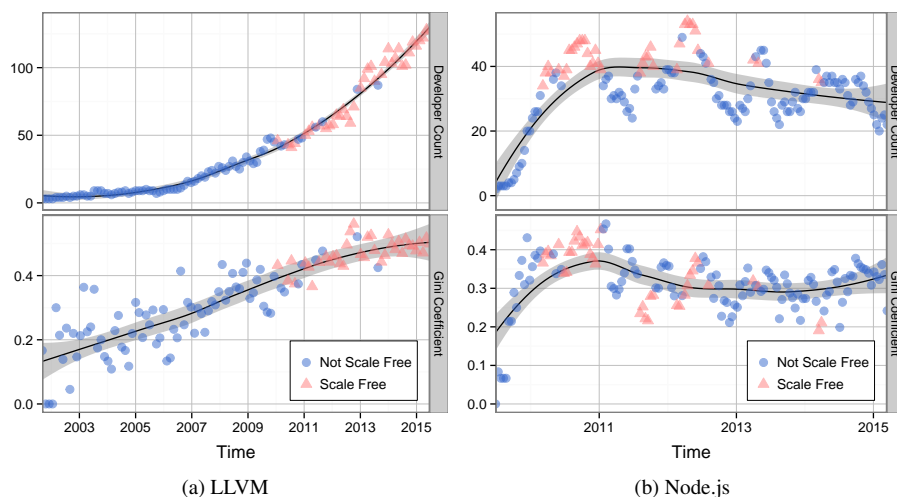 100
50
0
Developer Count
0.4
0.2
0.0
Gini Coefficient
Not Scale Free
Scale Free
2003 2005 2007 2009 2011 2013 2015
Time
(a) LLVM
40
20
0
Developer Count
0.4
0.3
0.2
0.1
0.0
Gini Coefficient
Not Scale Free
Scale Free
2011 2013 2015
Time
(b) Node.js